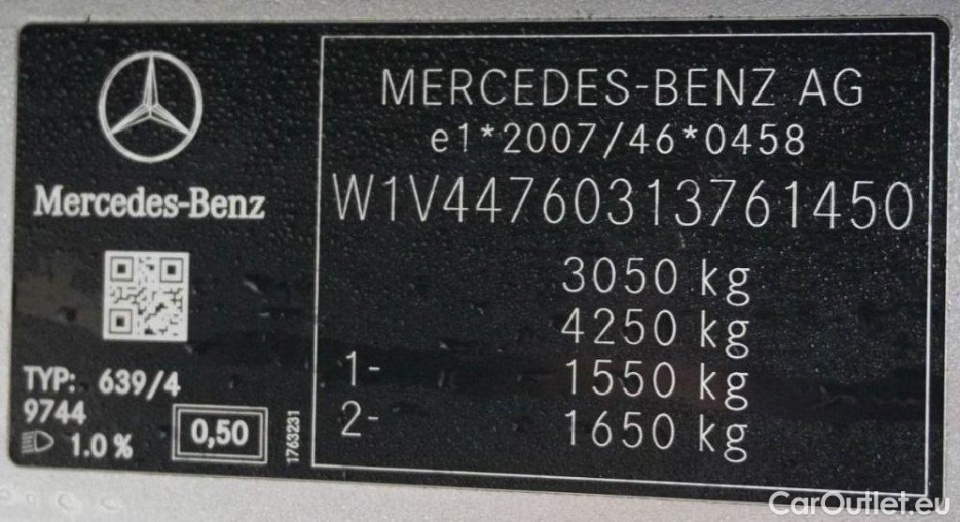 Mercedes-Benz
TYP: 639/4
9744
1.0 %
0,50
1763231
MERCEDES-BENZ AG
e1*2007/46*0458
W1V44760313761450
3050 kg
4250 kg
1- 1550 kg
2- 1650 kg
CarOutlet.eu